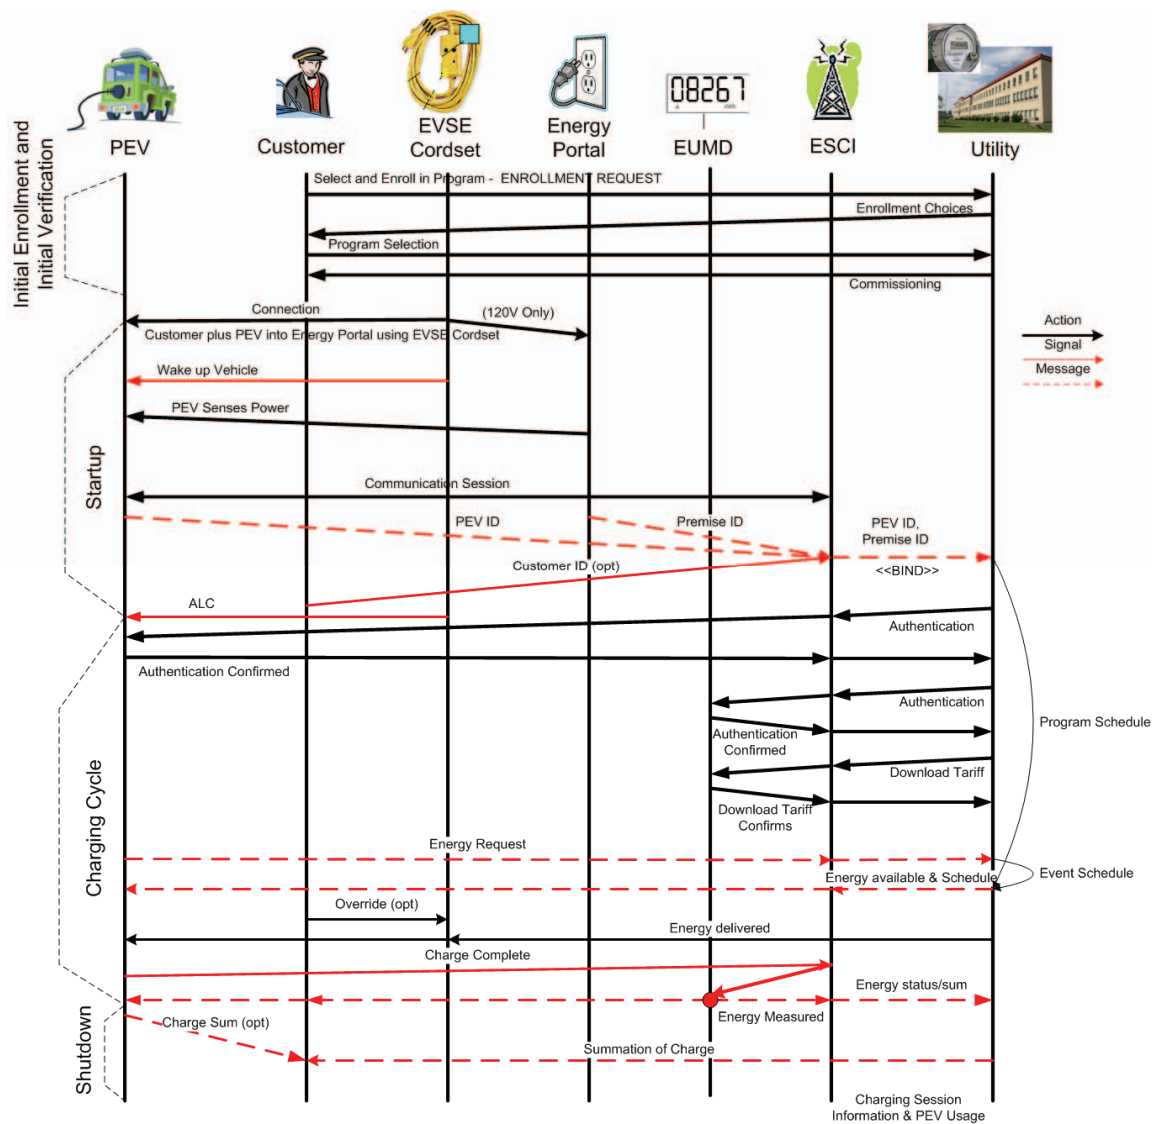 PEV
Customer
EVSE
Cordset
Energy
Portal
08267
kWh
EUMD
ESCI
Utility
Initial Enrollment and
Initial Verification
Select and Enroll in Program - ENROLLMENT REQUEST
Enrollment Choices
Program Selection
Commissioning
Connection
(120V Only)
Customer plus PEV into Energy Portal using EVSE Cordset
Action
Signal
Message
Wake up Vehicle
PEV Senses Power
Startup
Communication Session
PEV ID
Premise ID
PEV ID,
Premise ID
Customer ID (opt)
<<BIND>>
ALC
Authentication
Authentication Confirmed
Authentication
Authentication
Confirmed
Program Schedule
Download Tariff
Download Tariff
Confirms
Charging Cycle
Energy Request
Energy available & Schedule
Event Schedule
Override (opt)
Energy delivered
Charge Complete
Energy status/sum
Energy Measured
Shutdown
Charge Sum (opt)
Summation of Charge
Charging Session
Information & PEV Usage